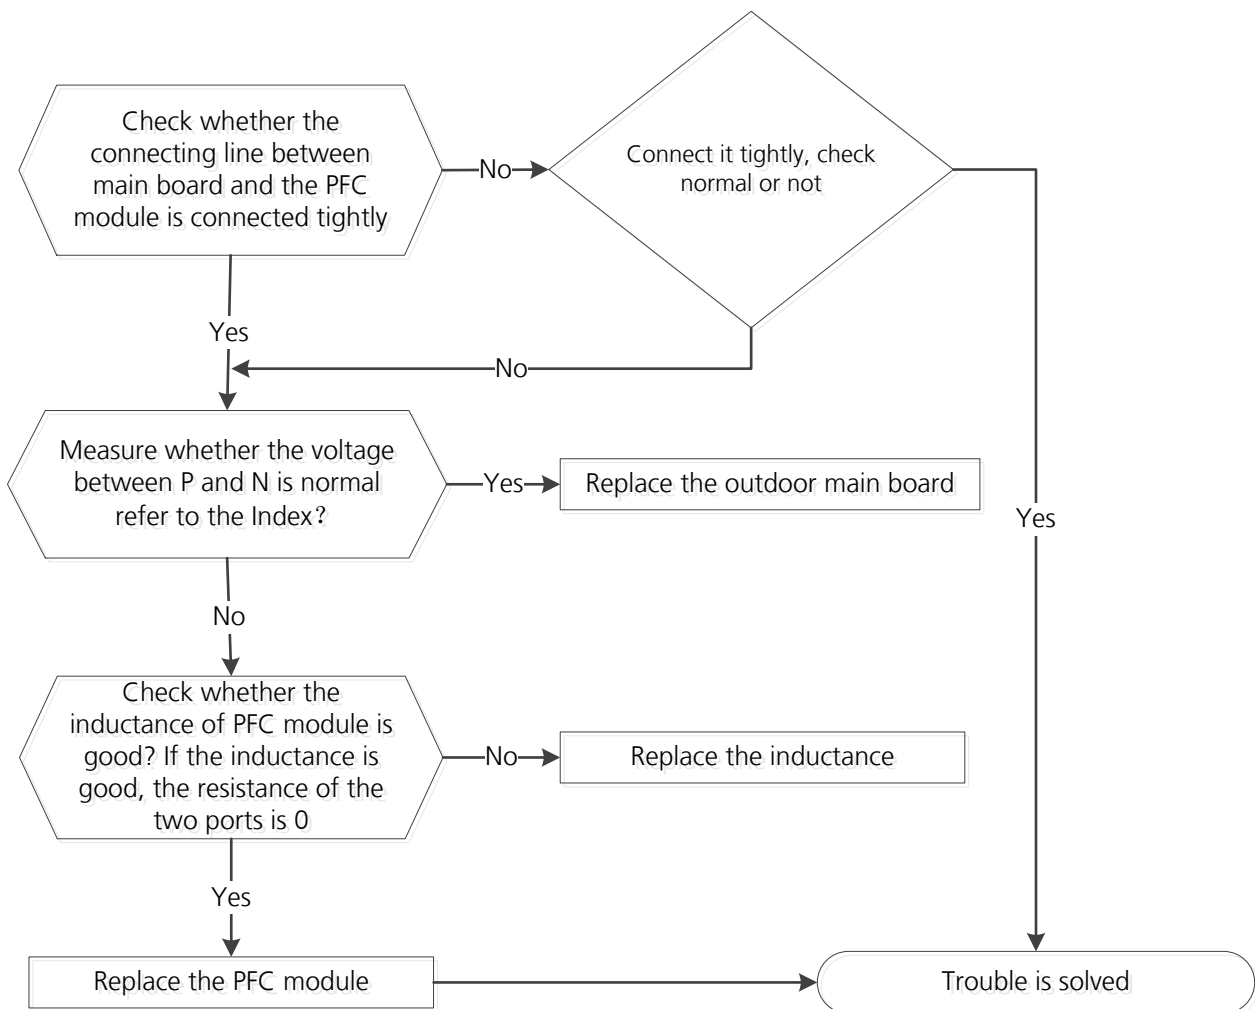 Check whether the
connecting line between
main board and the PFC
module is connected tightly
No
Connect it tightly, check
normal or not
Yes
No
Measure whether the voltage
between P and N is normal
refer to the Index？
Yes
Replace the outdoor main board
Yes
No
Check whether the
inductance of PFC module is
good? If the inductance is
good, the resistance of the
two ports is 0
No
Replace the inductance
Yes
Replace the PFC module
Trouble is solved